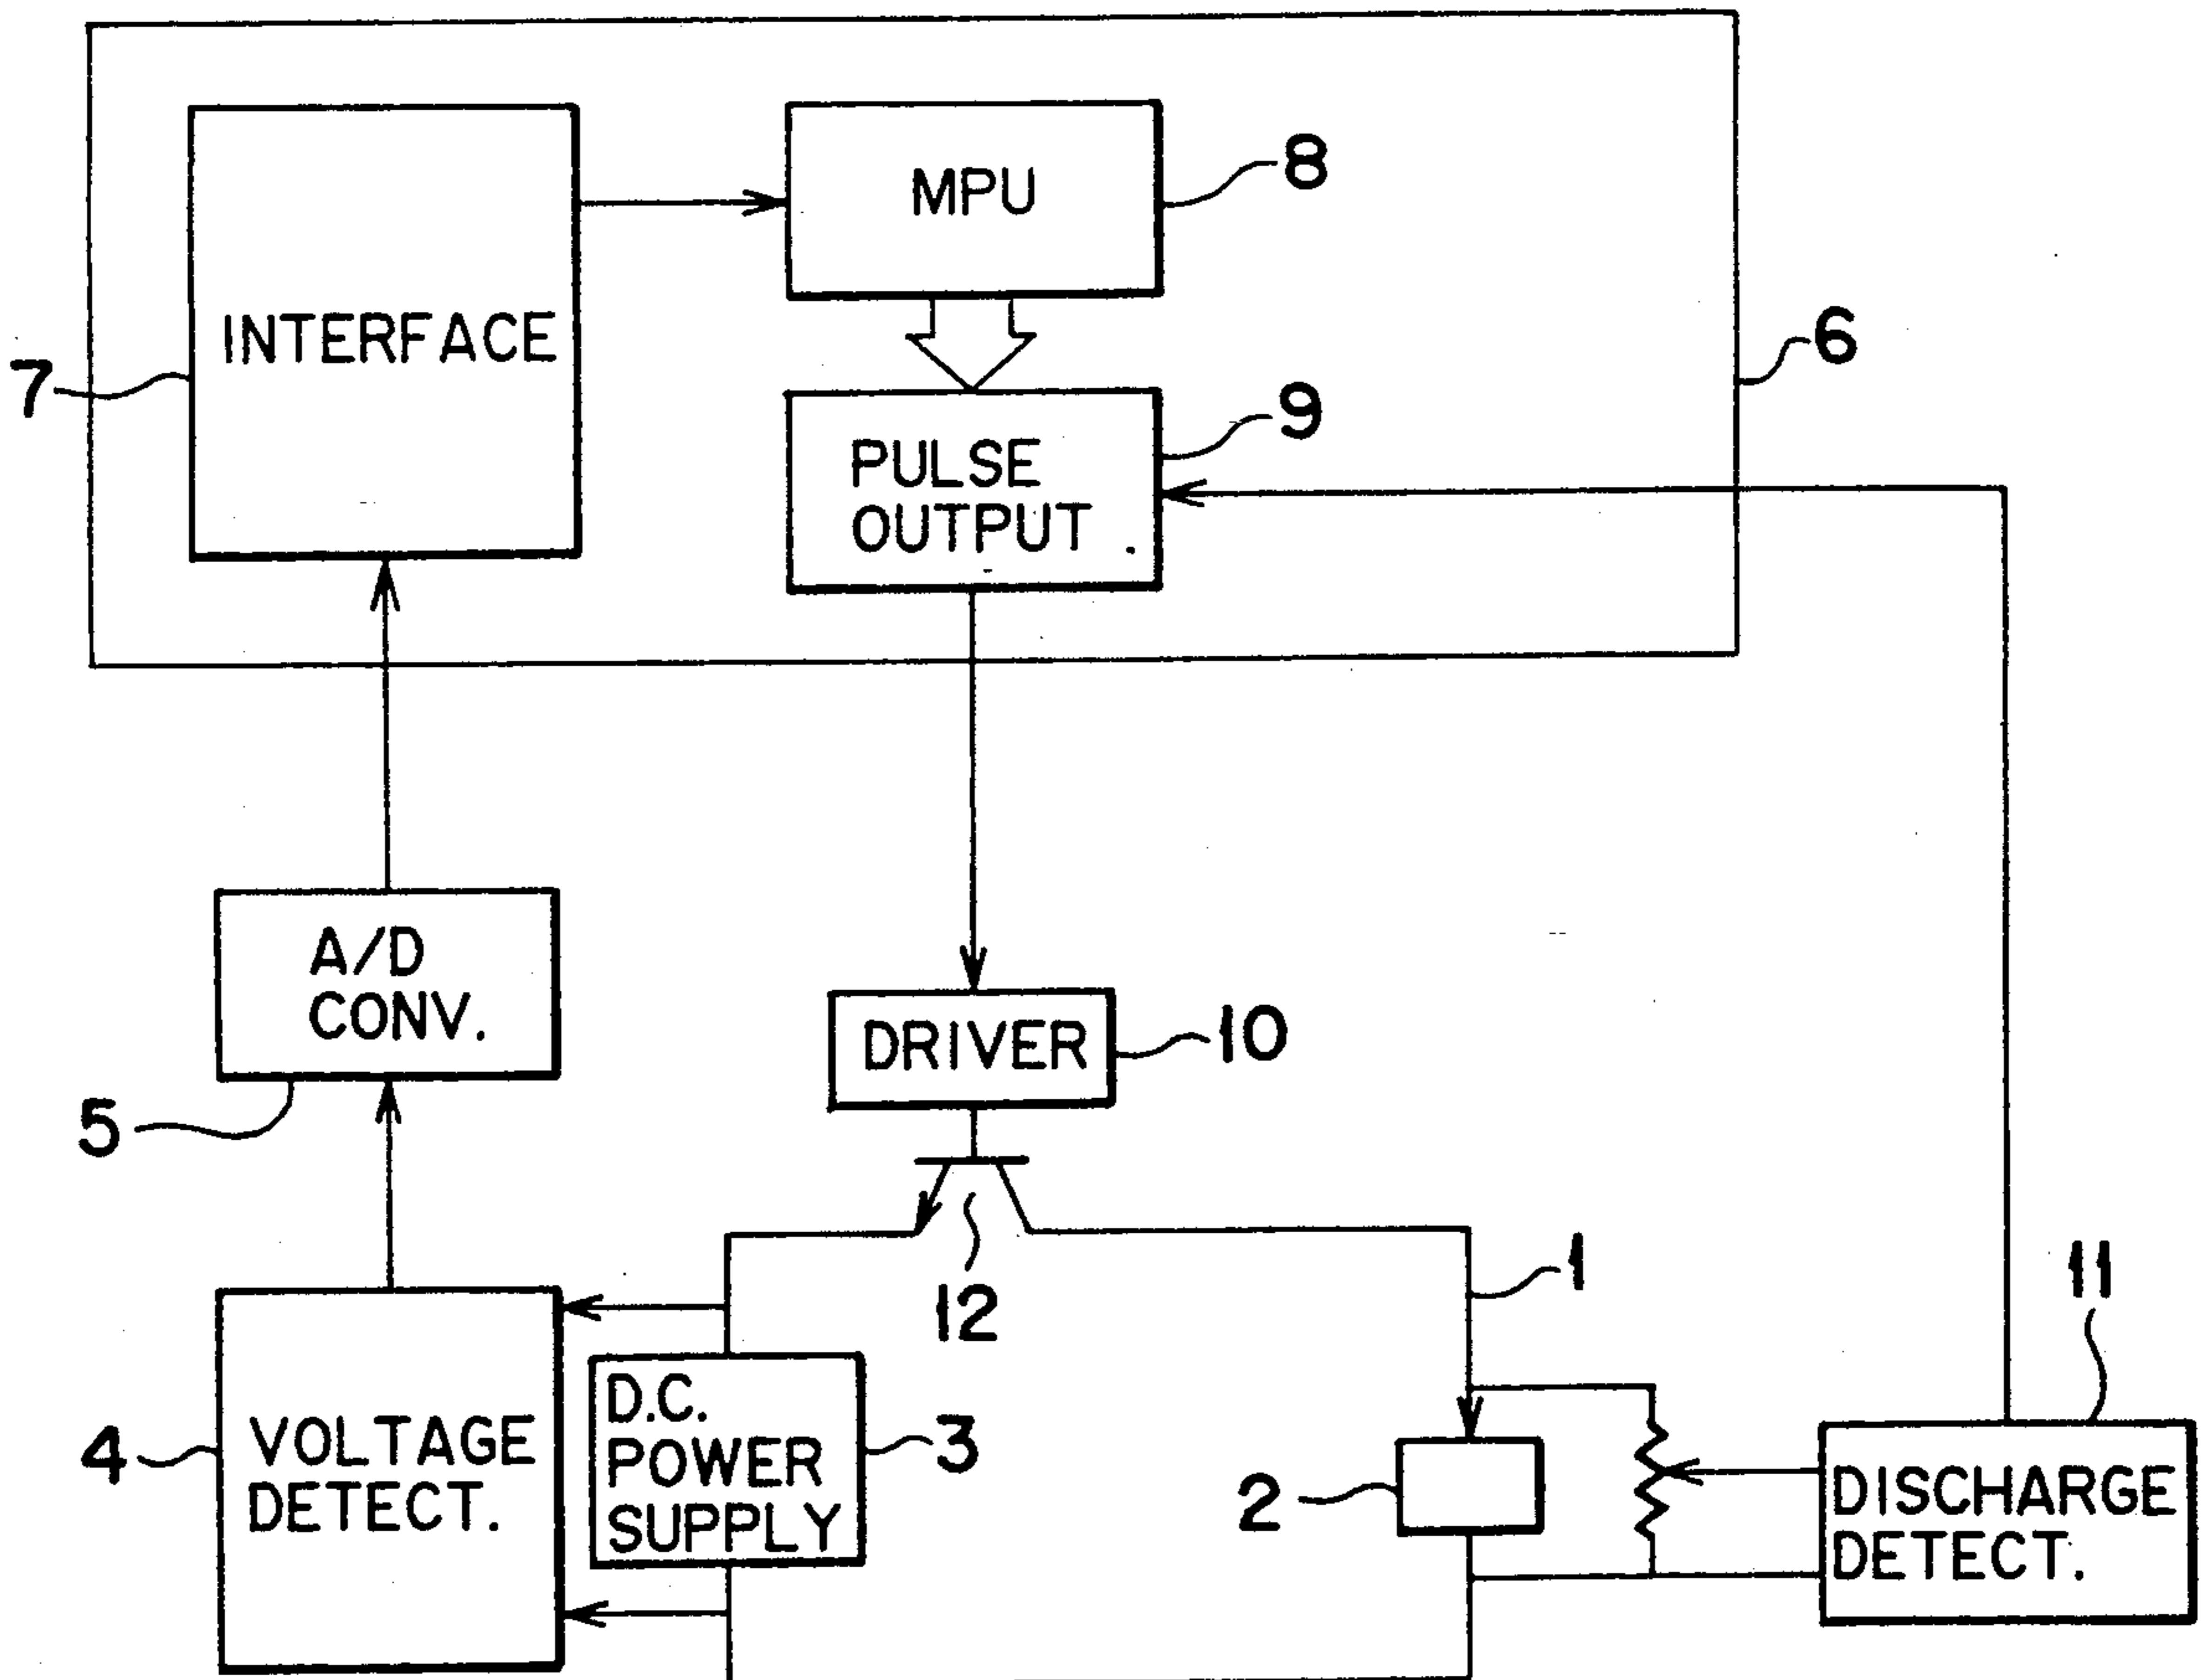 INTERFACE
MPU
8
7
6
PULSE
OUTPUT
9
A/D
CONV.
5
DRIVER
10
12
1
11
VOLTAGE
DETECT.
4
D.C.
POWER
SUPPLY
3
2
DISCHARGE
DETECT.